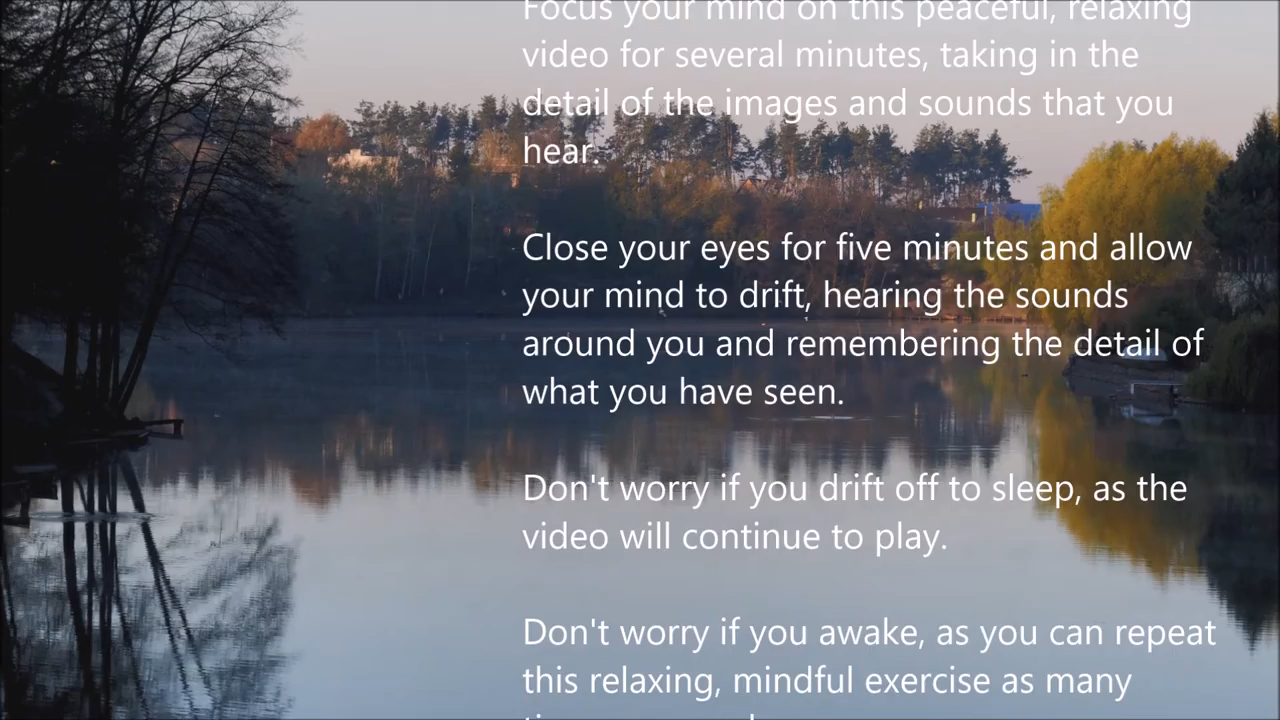 Focus your mind on this peaceful, relaxing
video for several minutes, taking in the
detail of the images and sounds that you
hear.
Close your eyes for five minutes and allow
your mind to drift, hearing the sounds
around you and remembering the detail of
what you have seen.
Don't worry if you drift off to sleep, as the
video will continue to play.
Don't worry if you awake, as you can repeat
this relaxing, mindful exercise as many